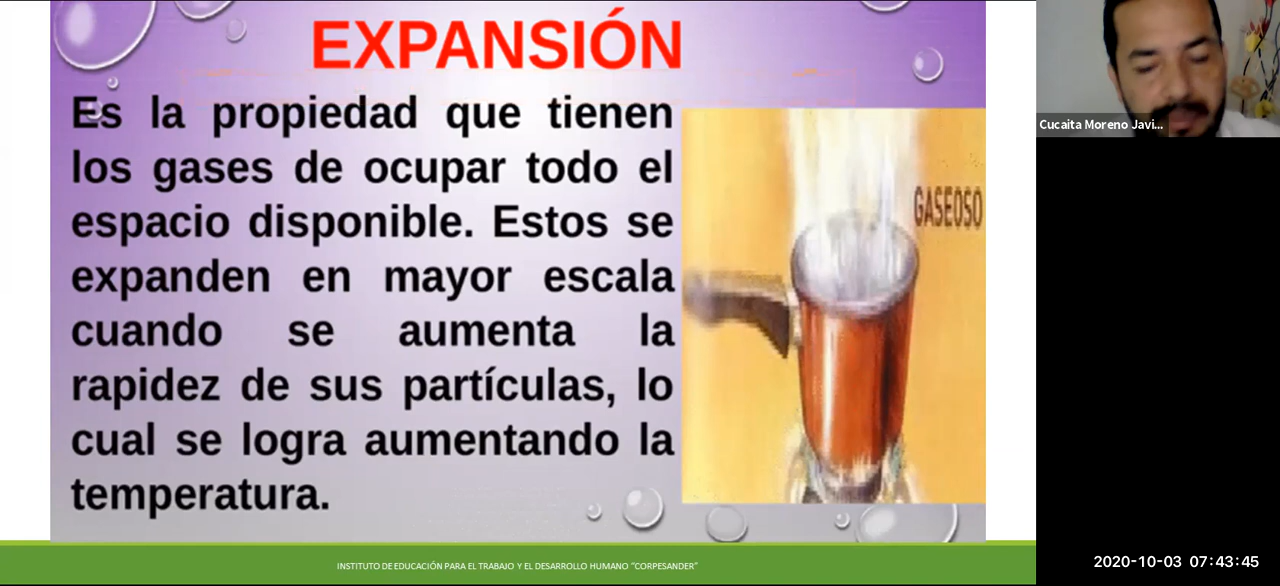 EXPANSIÓN
Es la propiedad que tienen
los gases de ocupar todo el
espacio disponible. Estos se
expanden en mayor escala
cuando se aumenta la
rapidez de sus partículas, lo
cual se logra aumentando la
temperatura.
GASEOSO
INSTITUTO DE EDUCACIÓN PARA EL TRABAJO Y EL DESARROLLO HUMANO "CORPESANDER"
Cucaita Moreno Javi...
2020-10-03 07:43:45